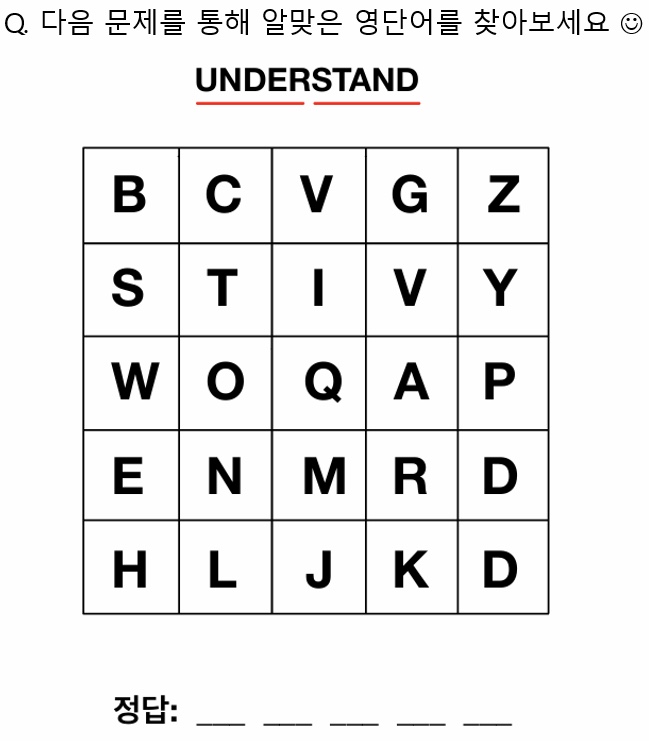 Q. 다음 문제를 통해 알맞은 영단어를 찾아보세요 ☺
UNDERSTAND
B C V G Z
S T I V Y
W O Q A P
E N M R D
H L J K D
정답: ___ ___ ___ ___ ___